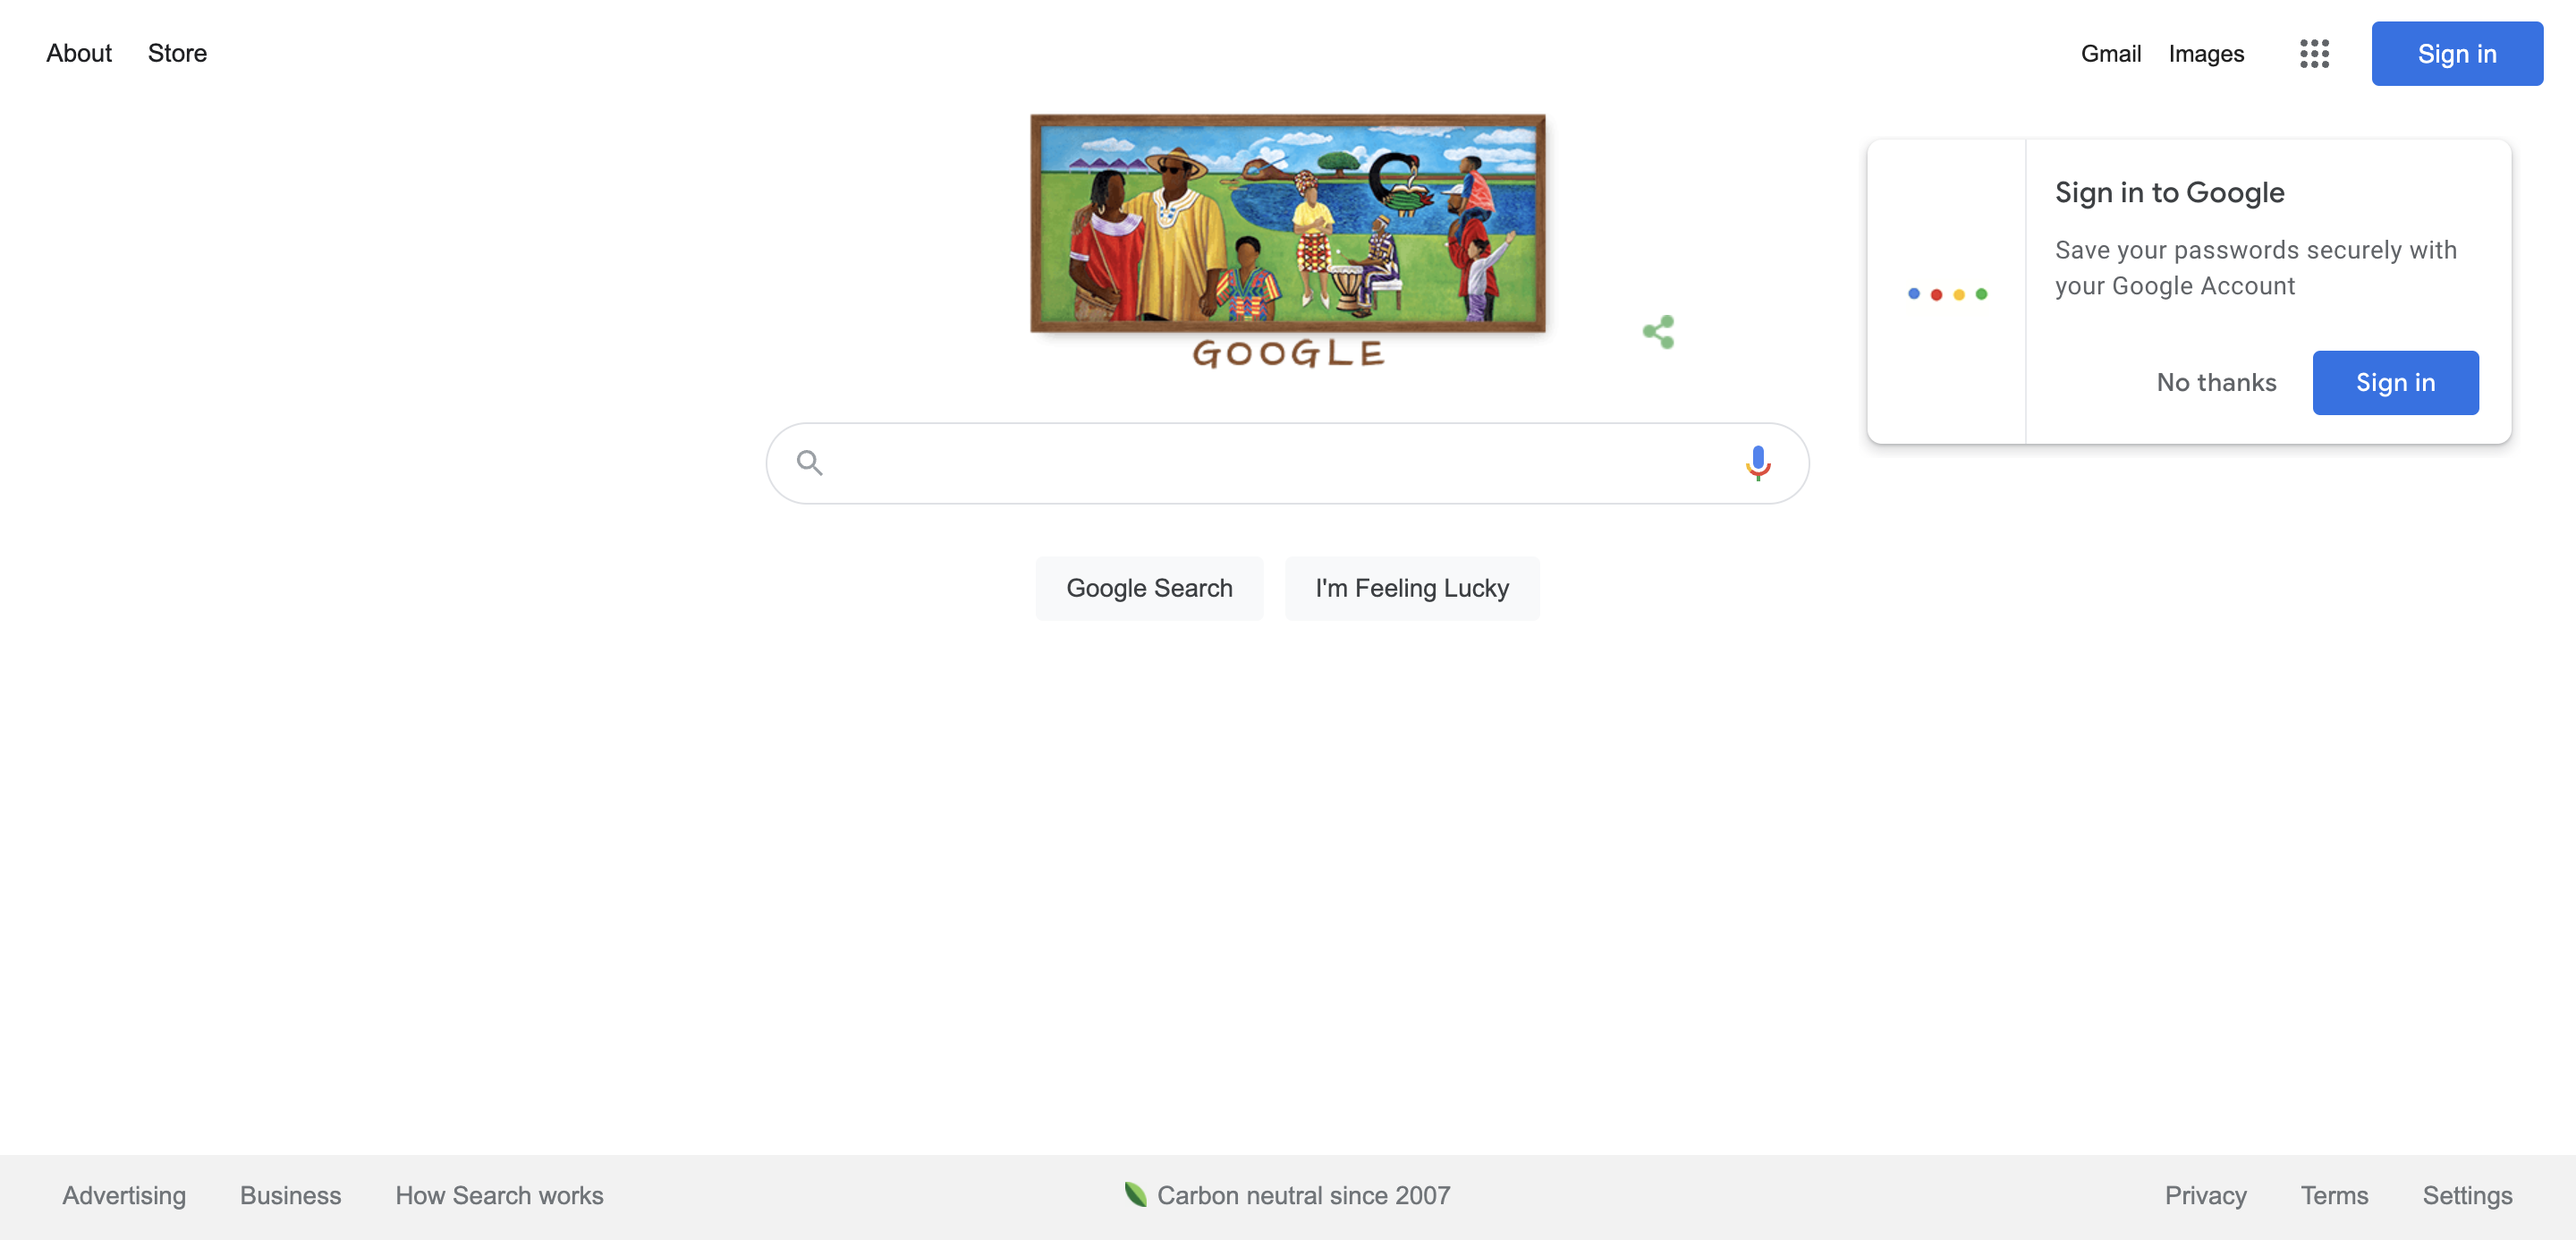 About Store
Gmail Images Sign in
GOOGLE
Sign in to Google
Save your passwords securely with
your Google Account
No thanks Sign in
Google Search I'm Feeling Lucky
Advertising Business How Search works Carbon neutral since 2007 Privacy Terms Settings